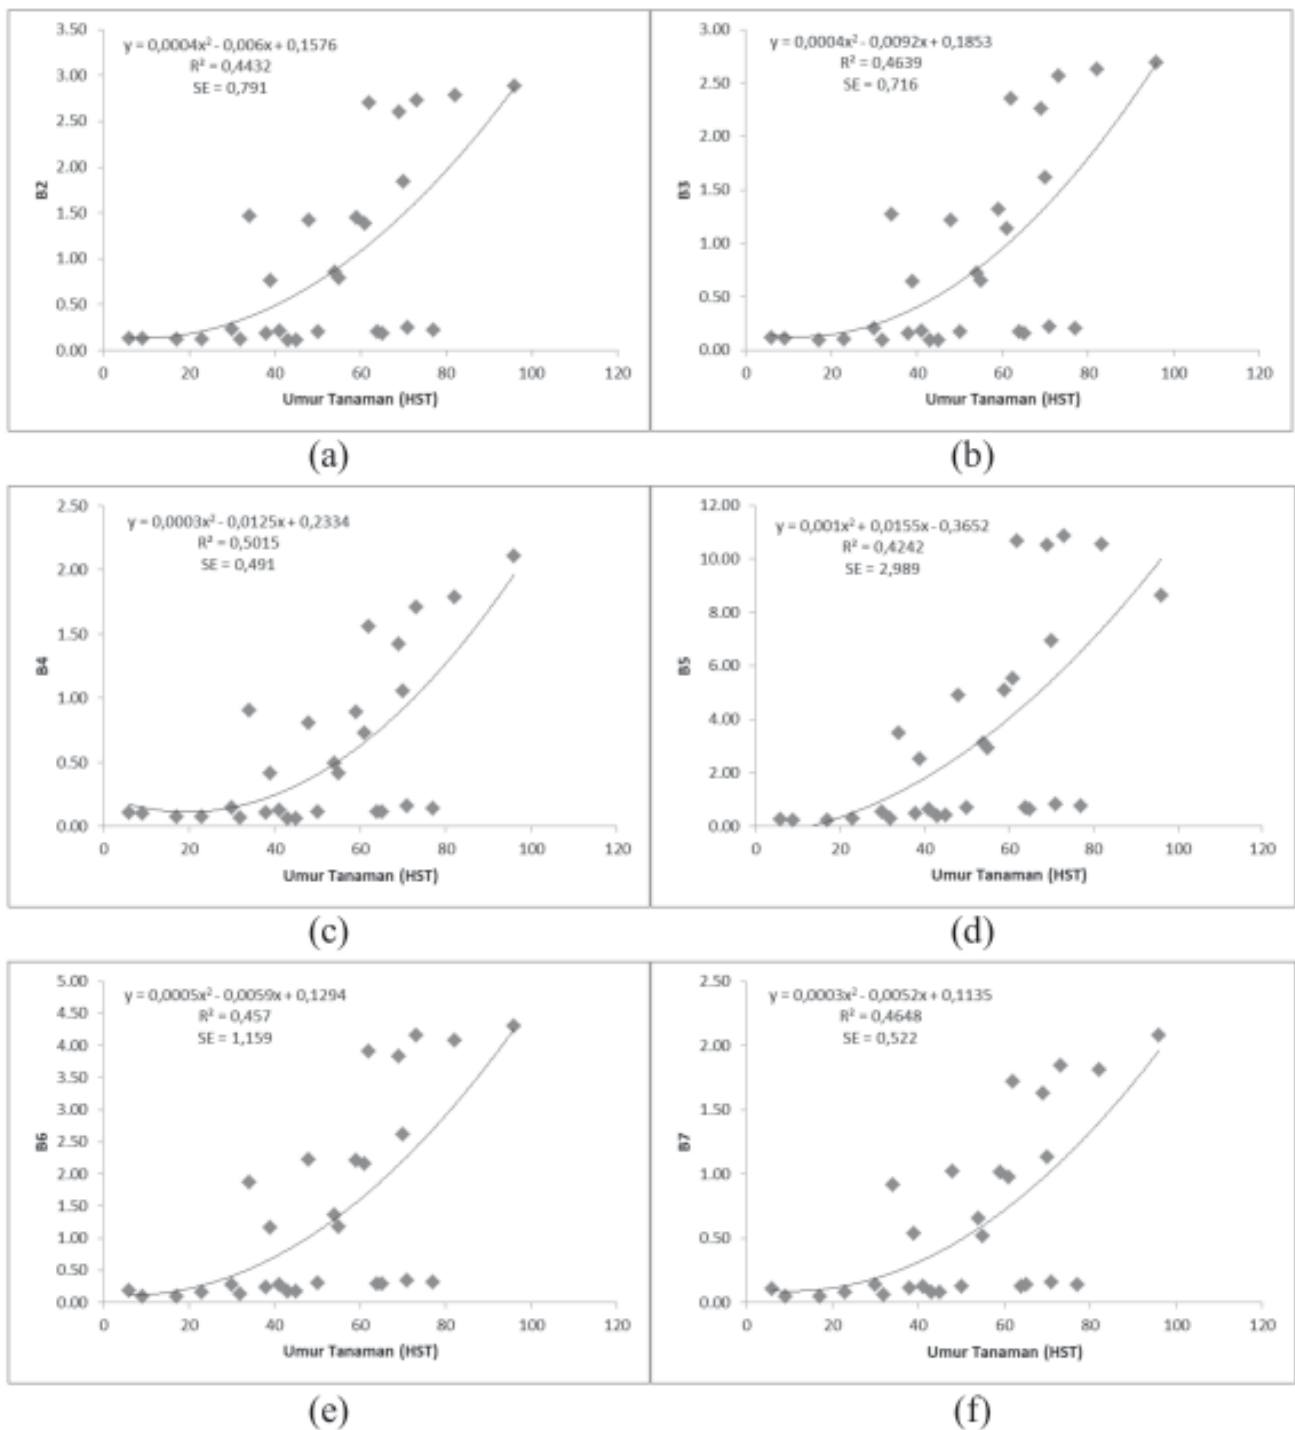 y = 0,0004x² - 0,006x + 0,1576
R² = 0,4432
SE = 0,791
3.50
3.00
2.50
2.00
1.50
1.00
0.50
0.00
B2
0 20 40 60 80 100 120
Umur Tanaman (HST)
(a)
y = 0,0004x² - 0,0092x + 0,1853
R² = 0,4639
SE = 0,716
3.00
2.50
2.00
1.50
1.00
0.50
0.00
B3
0 20 40 60 80 100 120
Umur Tanaman (HST)
(b)
y = 0,0003x² - 0,0125x + 0,2334
R² = 0,5015
SE = 0,491
2.50
2.00
1.50
1.00
0.50
0.00
B4
0 20 40 60 80 100 120
Umur Tanaman (HST)
(c)
y = 0,001x² + 0,0155x - 0,3652
R² = 0,4242
SE = 2,989
12.00
10.00
8.00
6.00
4.00
2.00
0.00
B5
0 20 40 60 80 100 120
Umur Tanaman (HST)
(d)
y = 0,0005x² - 0,0059x + 0,1294
R² = 0,457
SE = 1,159
5.00
4.50
4.00
3.50
3.00
2.50
2.00
1.50
1.00
0.50
0.00
B6
0 20 40 60 80 100 120
Umur Tanaman (HST)
(e)
y = 0,0003x² - 0,0052x + 0,1135
R² = 0,4648
SE = 0,522
2.50
2.00
1.50
1.00
0.50
0.00
B7
0 20 40 60 80 100 120
Umur Tanaman (HST)
(f)